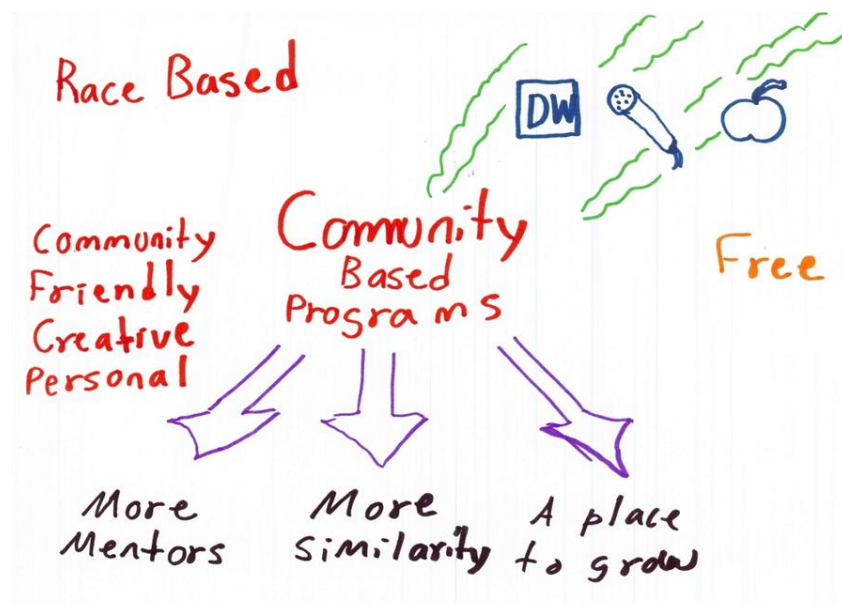 Race Based
DW
Community
Friendly
Creative
Personal
Community
Based
Programs
Free
More
Mentors
More
similarity
A place
to grow